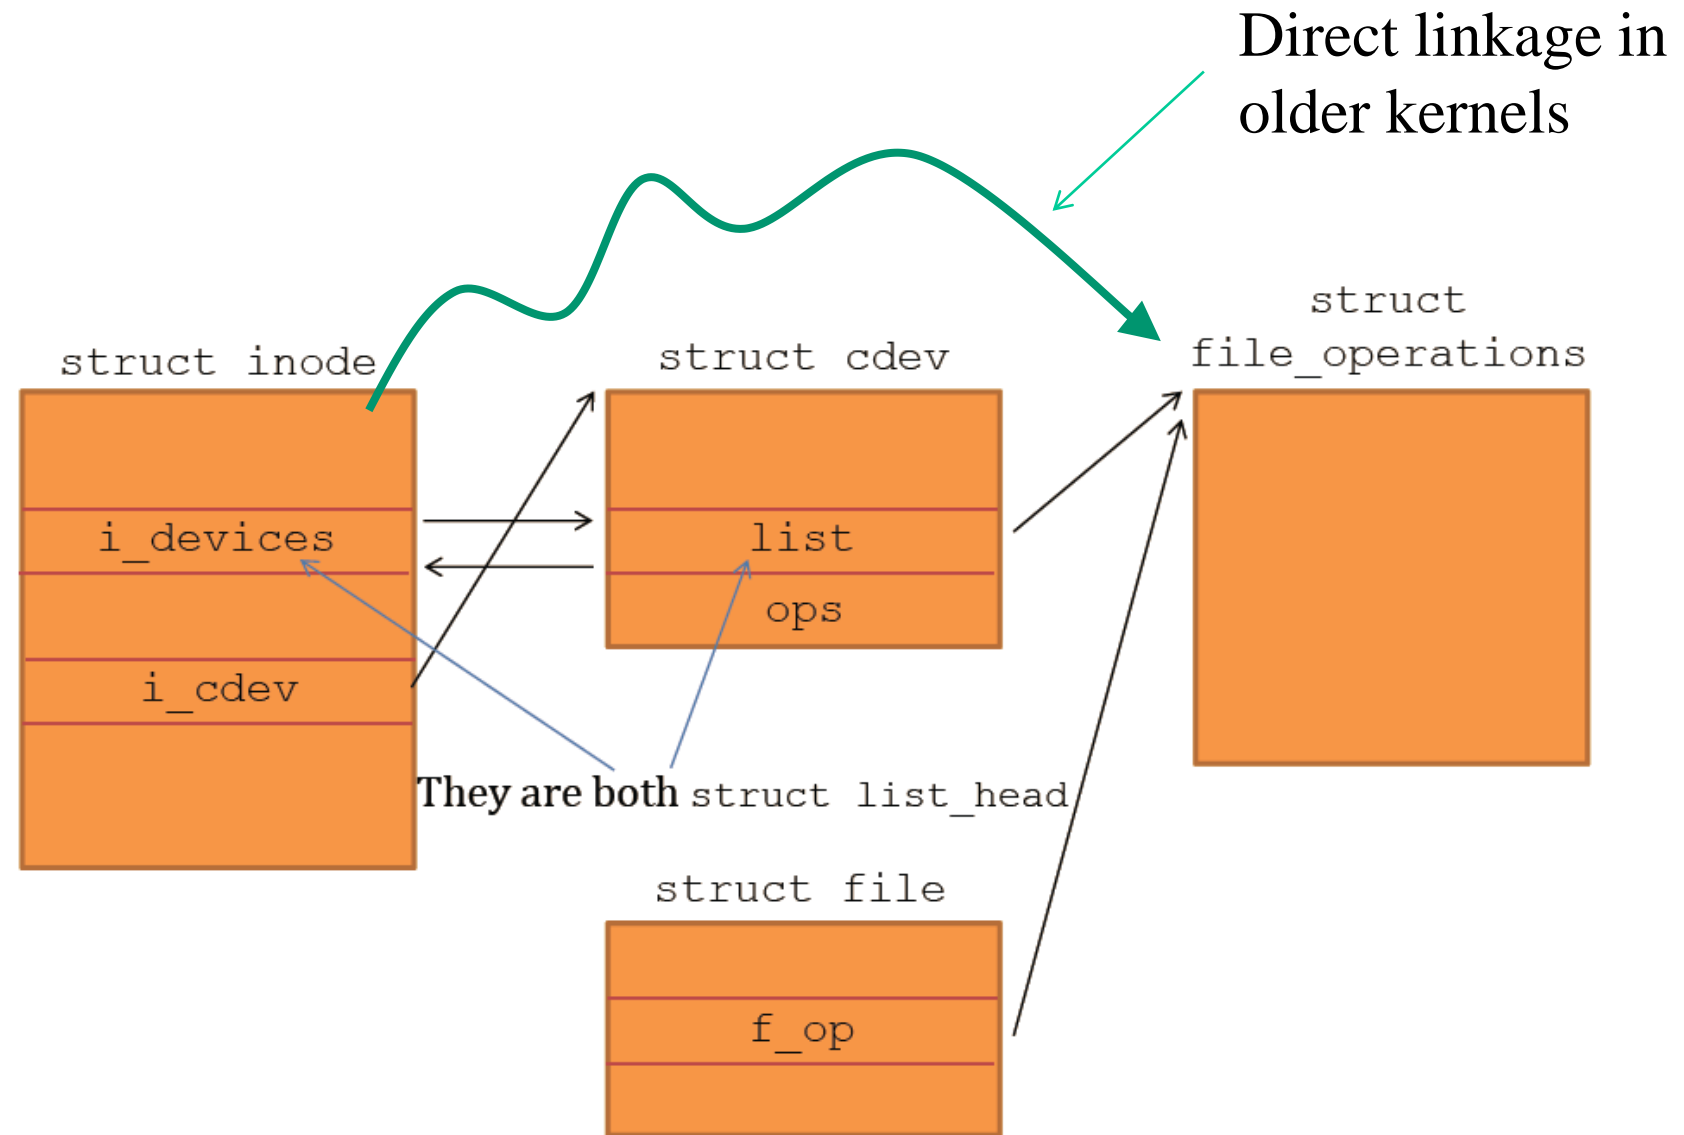 Direct linkage in
older kernels
struct inode
struct cdev
struct
file_operations
i_devices
list
ops
i_cdev
They are both struct list_head
struct file
f_op